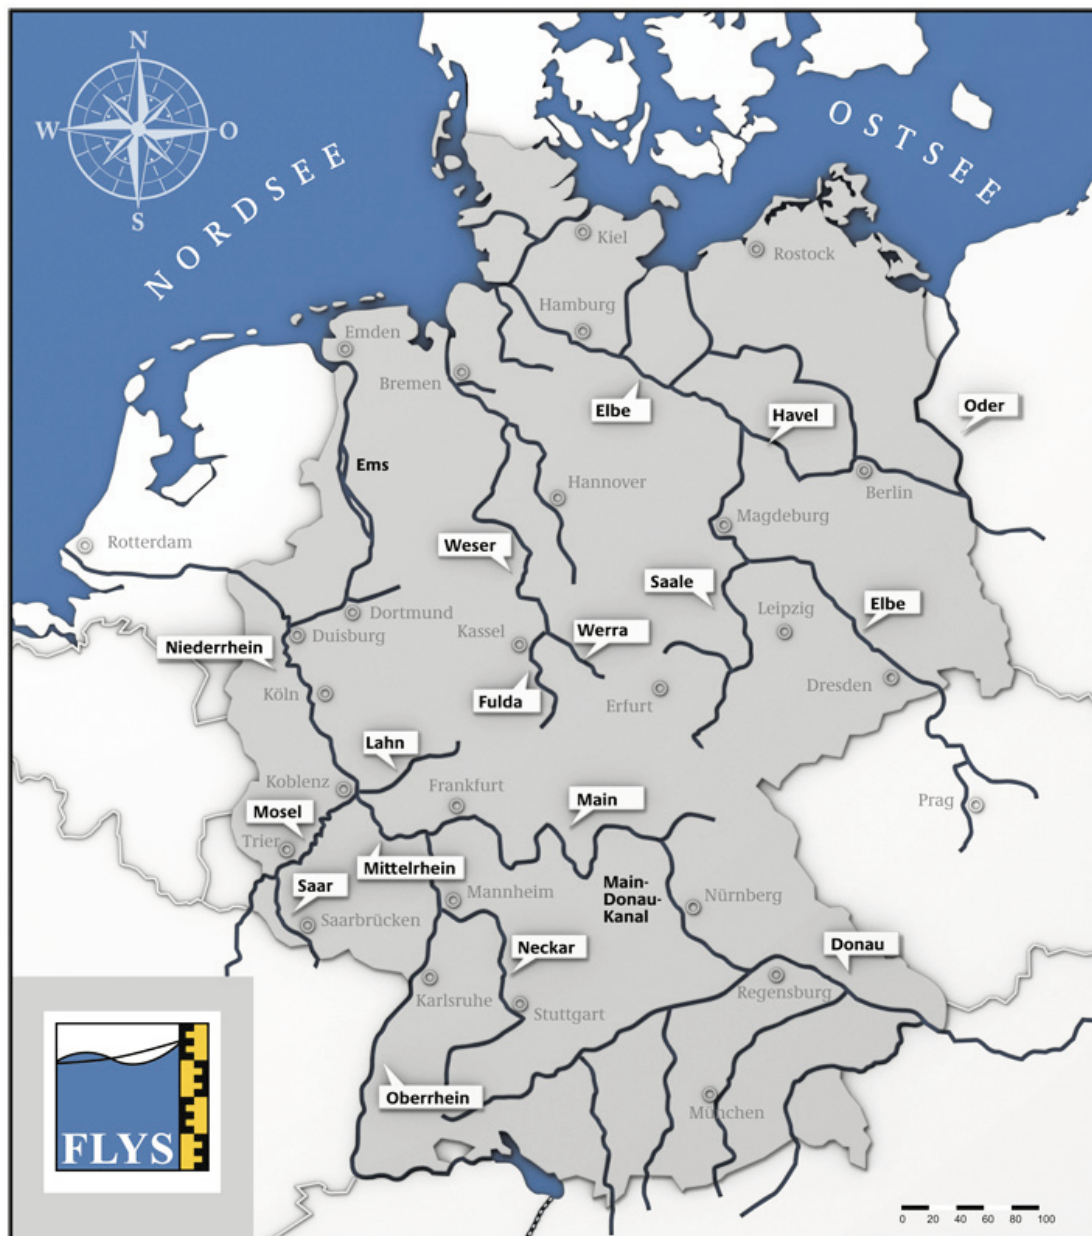 N
W
O
S
NORDSEE
OSTSEE
Kiel
Rostock
Hamburg
Emden
Bremen
Elbe
Havel
Oder
Ems
Hannover
Berlin
Magdeburg
Rotterdam
Weser
Saale
Leipzig
Elbe
Dortmund
Duisburg
Kassel
Werra
Niederrhein
Köln
Fulda
Erfurt
Dresden
Lahn
Koblenz
Frankfurt
Main
Prag
Mosel
Trier
Mittelrhein
Saar
Mannheim
Main-
Donau-
Kanal
Nürnberg
Saarbrücken
Neckar
Donau
Karlsruhe
Stuttgart
Regensburg
Oberrhein
München
FLYS
0 20 40 60 80 100